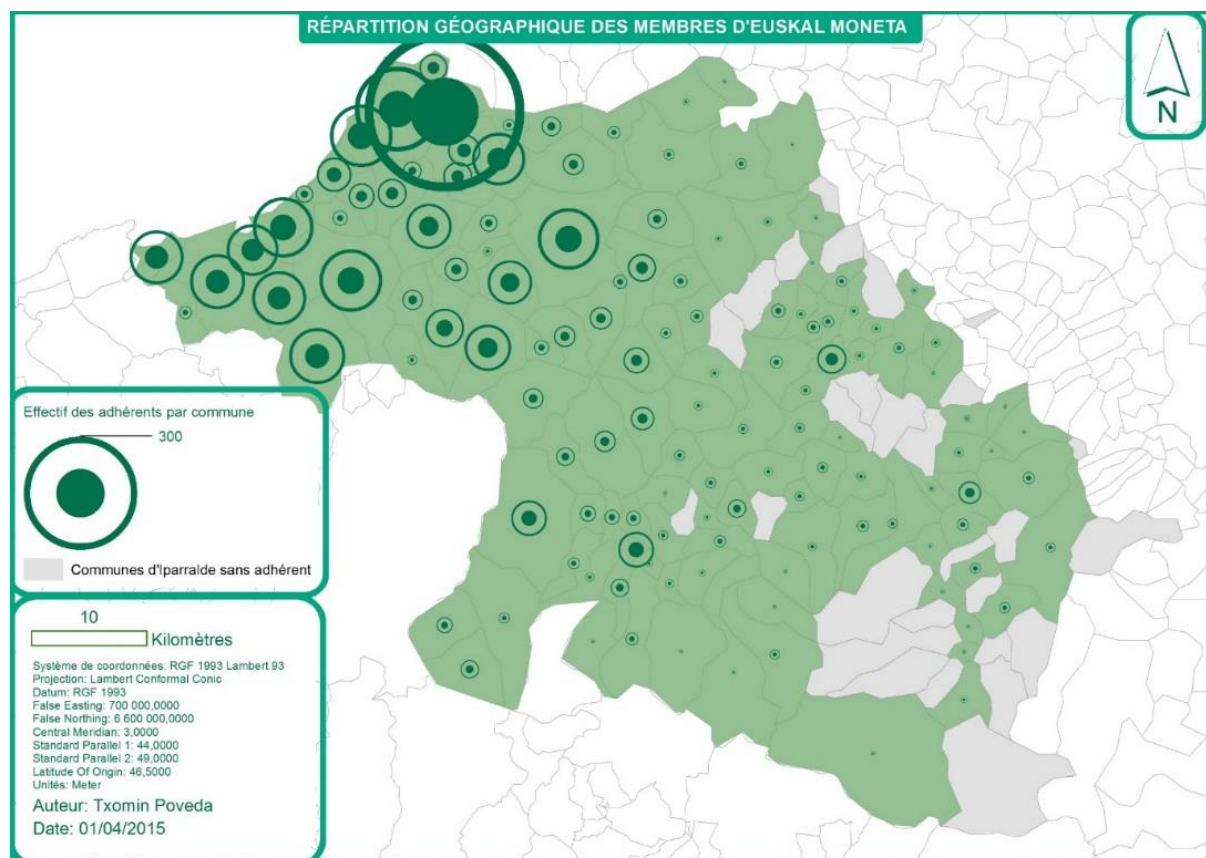 RÉPARTITION GÉOGRAPHIQUE DES MEMBRES D'EUSKAL MONETA
N
Effectif des adhérents par commune
300
Communes d'Iparralde sans adhérent
10
Kilomètres
Système de coordonnées: RGF 1993 Lambert 93
Projection: Lambert Conformal Conic
Datum: RGF 1993
False Easting: 700 000,0000
False Northing: 6 600 000,0000
Central Meridian: 3,0000
Standard Parallel 1: 44,0000
Standard Parallel 2: 49,0000
Latitude Of Origin: 46,5000
Unités: Meter
Auteur: Txomin Poveda
Date: 01/04/2015